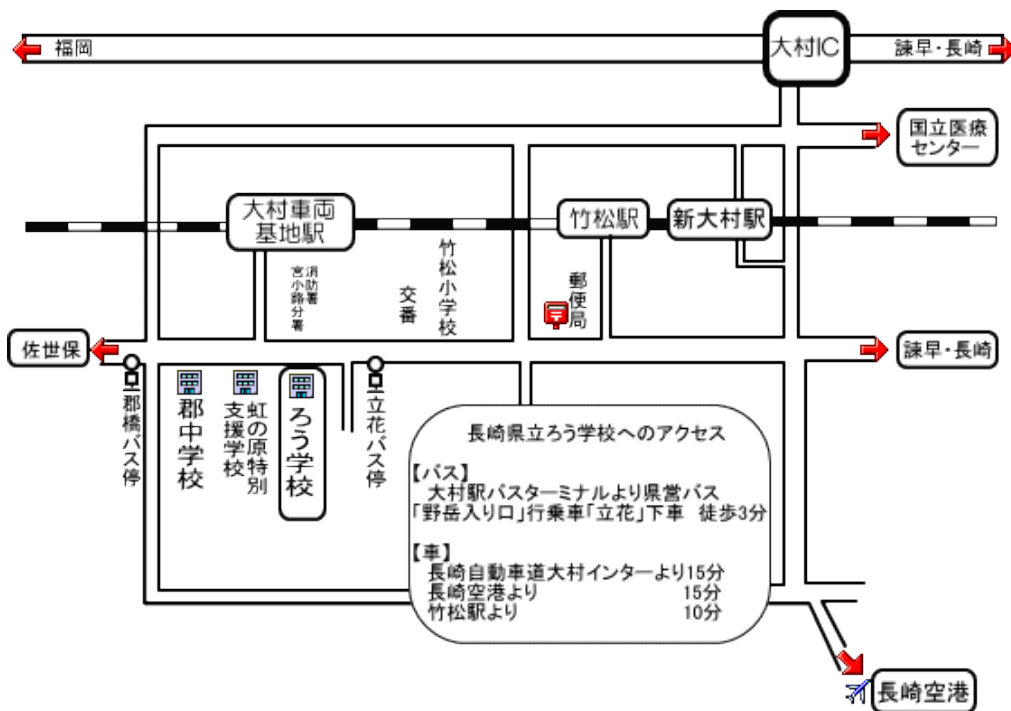 福岡
大村IC
諫早・長崎
国立医療
センター
大村車両
基地駅
竹松駅
新大村駅
消防署
宮小路分署
交番
竹松小学校
郵便局
佐世保
諫早・長崎
郡橋バス停
郡中学校
虹の原特別
支援学校
ろう学校
立花バス停
長崎県立ろう学校へのアクセス
【バス】
大村駅バスターミナルより県営バス
「野岳入り口」行乗車「立花」下車 徒歩3分
【車】
長崎自動車道大村インターより15分
長崎空港より 15分
竹松駅より 10分
長崎空港